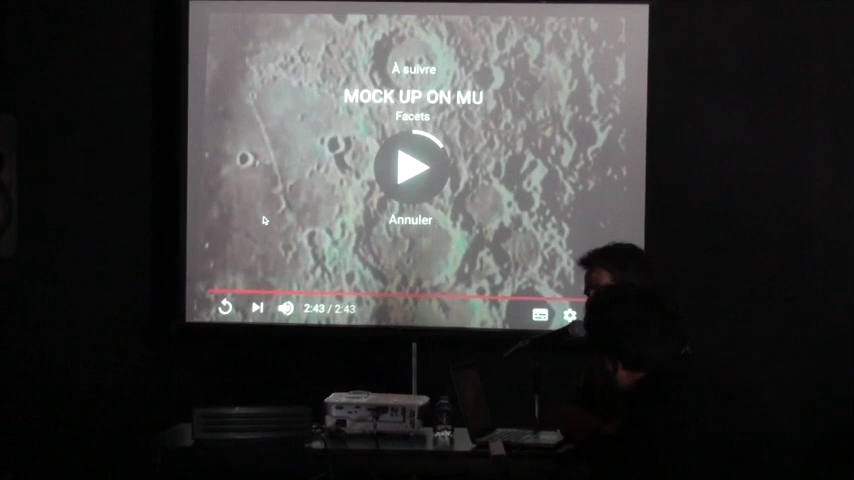 À suivre
MOCK UP ON MU
Facets
Annuler
2:43 / 2:43